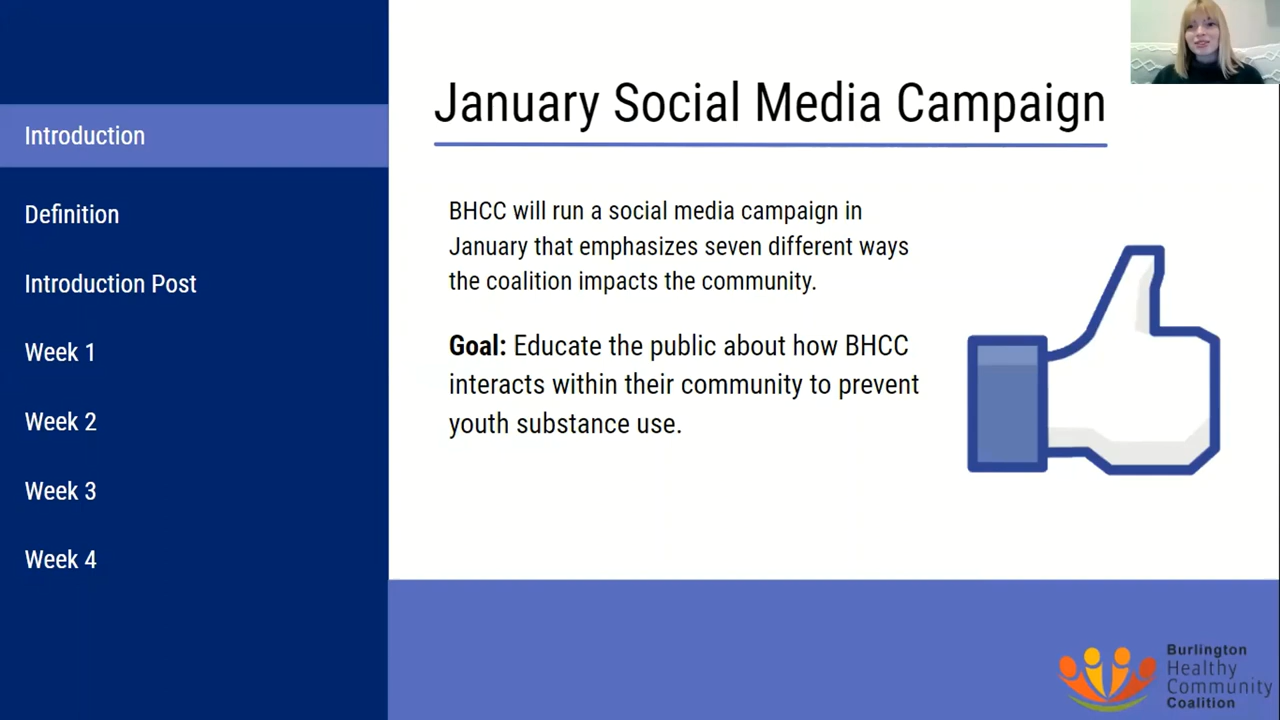 Introduction
Definition
Introduction Post
Week 1
Week 2
Week 3
Week 4
January Social Media Campaign
BHCC will run a social media campaign in
January that emphasizes seven different ways
the coalition impacts the community.
Goal: Educate the public about how BHCC
interacts within their community to prevent
youth substance use.
Burlington
Healthy
Community
Coalition